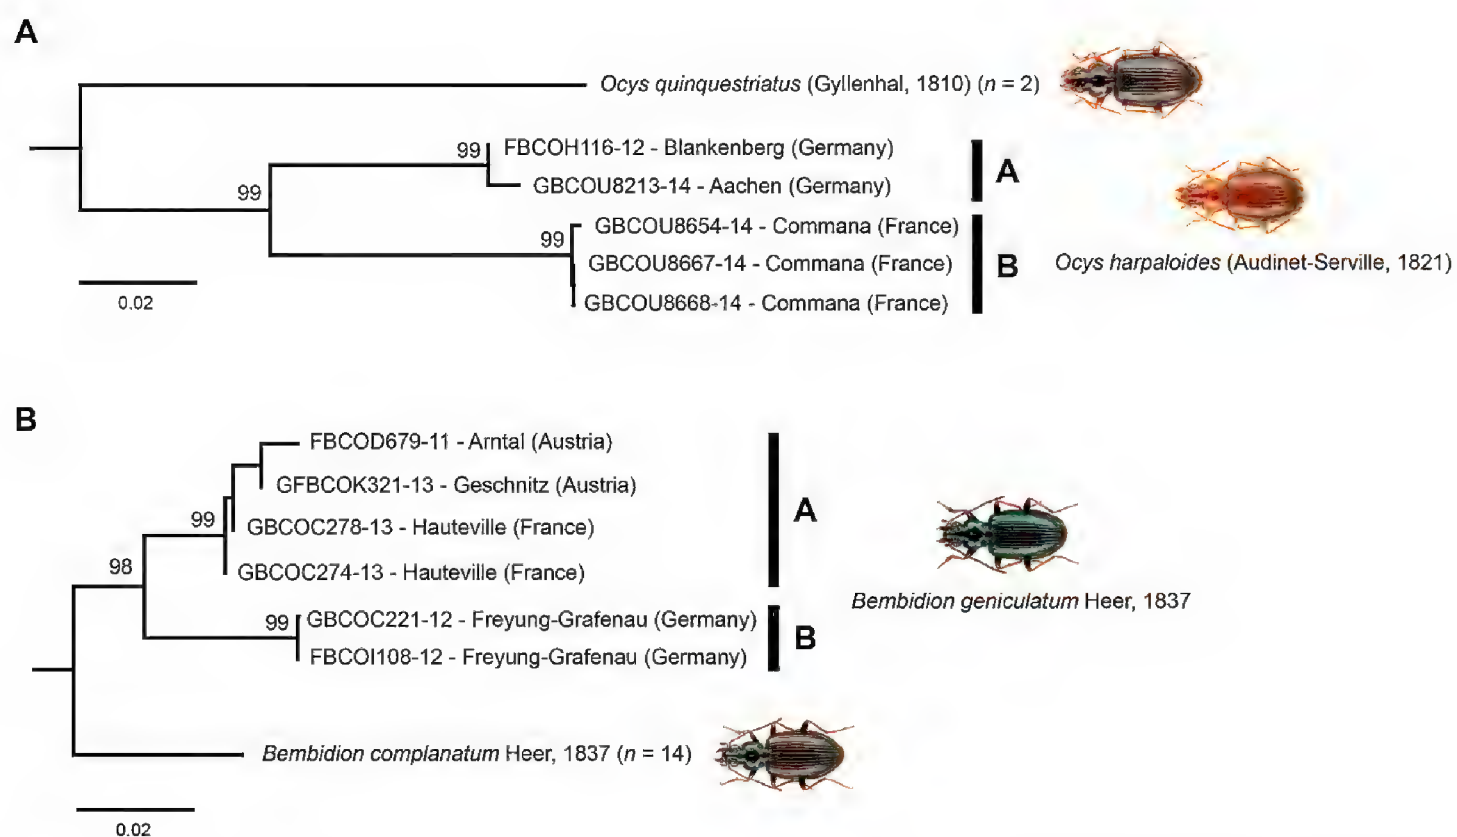 A
Ocys quinquestriatus (Gyllenhal, 1810) (n = 2)
99
FBCOH116-12 - Blankenberg (Germany)
GBCOU8213-14 - Aachen (Germany)
A
99
99
GBCOU8654-14 - Commana (France)
GBCOU8667-14 - Commana (France)
GBCOU8668-14 - Commana (France)
B
Ocys harpaloides (Audinet-Serville, 1821)
0.02
B
FBCOD679-11 - Arntal (Austria)
GFBCOK321-13 - Geschnitz (Austria)
99
GBCOC278-13 - Hauteville (France)
GBCOC274-13 - Hauteville (France)
A
98
Bembidion geniculatum Heer, 1837
99
GBCOC221-12 - Freyung-Grafenau (Germany)
FBCOI108-12 - Freyung-Grafenau (Germany)
B
Bembidion complanatum Heer, 1837 (n = 14)
0.02